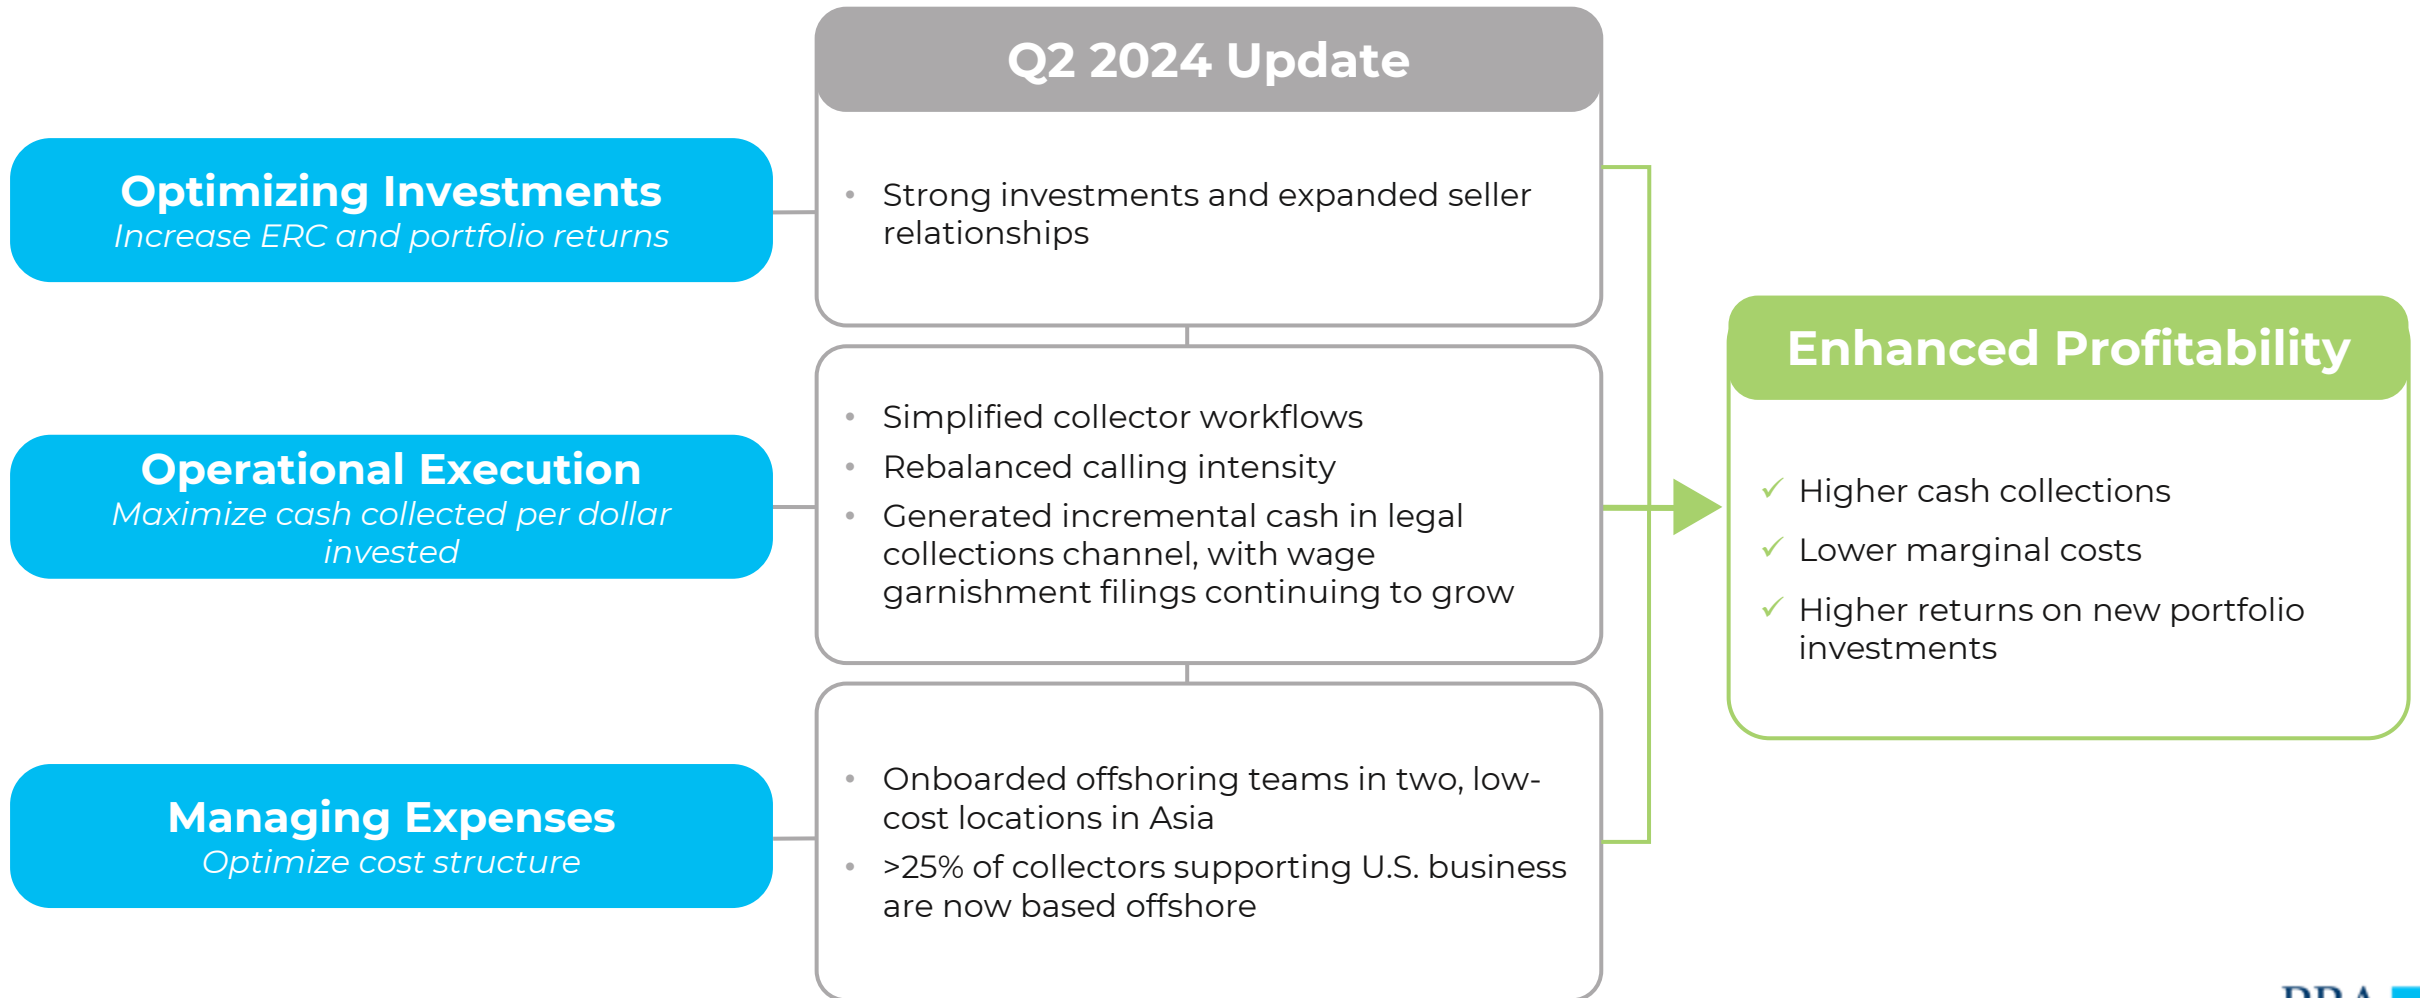 Q2 2024 Update
Optimizing Investments
Increase ERC and portfolio returns
• Strong investments and expanded seller
relationships
Operational Execution
Maximize cash collected per dollar
invested
• Simplified collector workflows
• Rebalanced calling intensity
• Generated incremental cash in legal
collections channel, with wage
garnishment filings continuing to grow
Managing Expenses
Optimize cost structure
• Onboarded offshoring teams in two, low-
cost locations in Asia
• >25% of collectors supporting U.S. business
are now based offshore
Enhanced Profitability
✓ Higher cash collections
✓ Lower marginal costs
✓ Higher returns on new portfolio
investments